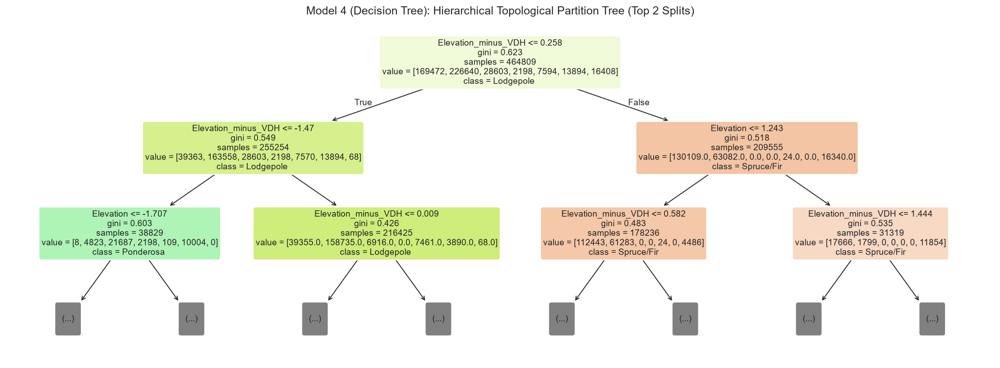 Model 4 (Decision Tree): Hierarchical Topological Partition Tree (Top 2 Splits)
Elevation_minus_VDH <= 0.258
gini = 0.623
samples = 464809
value = [169472, 226640, 28603, 2198, 7594, 13894, 16408]
class = Lodgepole
True
False
Elevation_minus_VDH <= -1.47
gini = 0.549
samples = 255254
value = [39363, 163558, 28603, 2198, 7570, 13894, 68]
class = Lodgepole
Elevation <= 1.243
gini = 0.518
samples = 209555
value = [130109.0, 63082.0, 0.0, 0.0, 24.0, 0.0, 16340.0]
class = Spruce/Fir
Elevation <= -1.707
gini = 0.603
samples = 38829
value = [8, 4823, 21687, 2198, 109, 10004, 0]
class = Ponderosa
Elevation_minus_VDH <= 0.009
gini = 0.426
samples = 216425
value = [39355.0, 158735.0, 6916.0, 0.0, 7461.0, 3890.0, 68.0]
class = Lodgepole
Elevation_minus_VDH <= 0.582
gini = 0.483
samples = 178236
value = [112443, 61283, 0, 0, 24, 0, 4486]
class = Spruce/Fir
Elevation_minus_VDH <= 1.444
gini = 0.535
samples = 31319
value = [17666, 1799, 0, 0, 0, 0, 11854]
class = Spruce/Fir
(...)
(...)
(...)
(...)
(...)
(...)
(...)
(...)